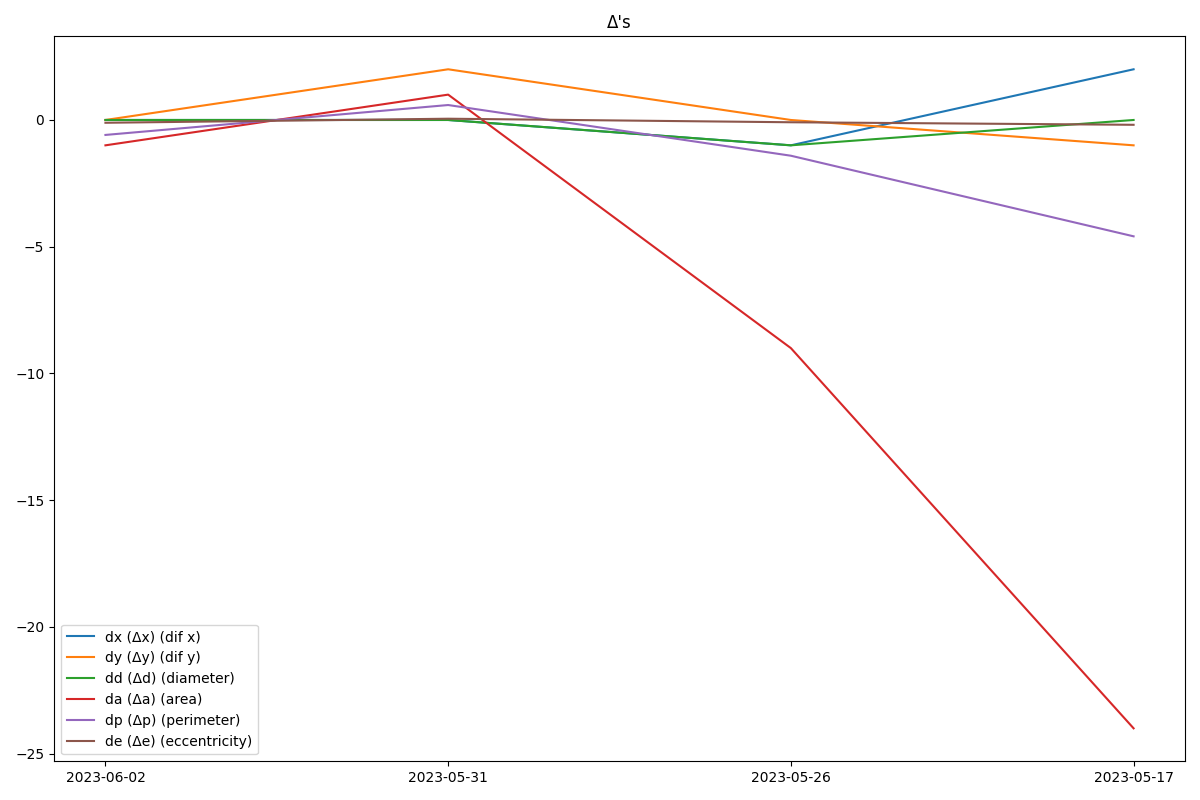 Δ's
0
−5
−10
−15
−20
−25
dx (Δx) (dif x)
dy (Δy) (dif y)
dd (Δd) (diameter)
da (Δa) (area)
dp (Δp) (perimeter)
de (Δe) (eccentricity)
2023-06-02
2023-05-31
2023-05-26
2023-05-17